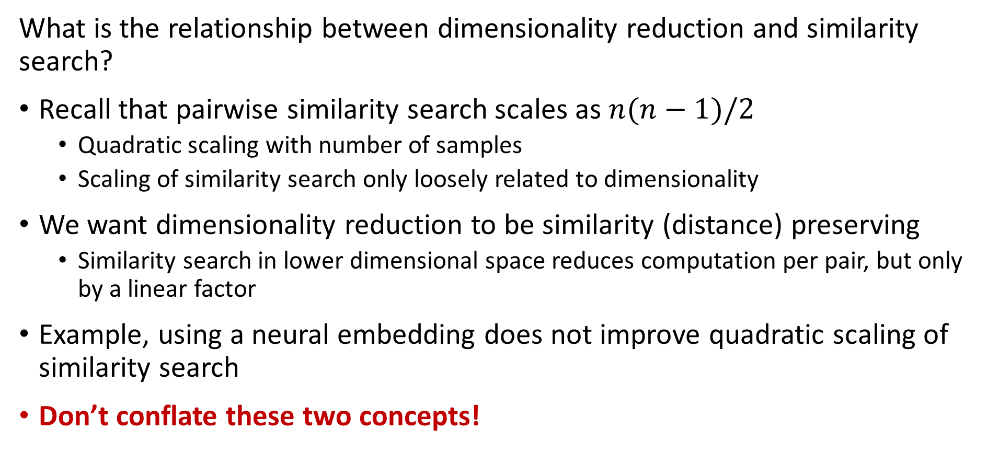 What is the relationship between dimensionality reduction and similarity
search?
• Recall that pairwise similarity search scales as 𝑛(𝑛 − 1)/2
• Quadratic scaling with number of samples
• Scaling of similarity search only loosely related to dimensionality
• We want dimensionality reduction to be similarity (distance) preserving
• Similarity search in lower dimensional space reduces computation per pair, but only
by a linear factor
• Example, using a neural embedding does not improve quadratic scaling of
similarity search
• Don’t conflate these two concepts!